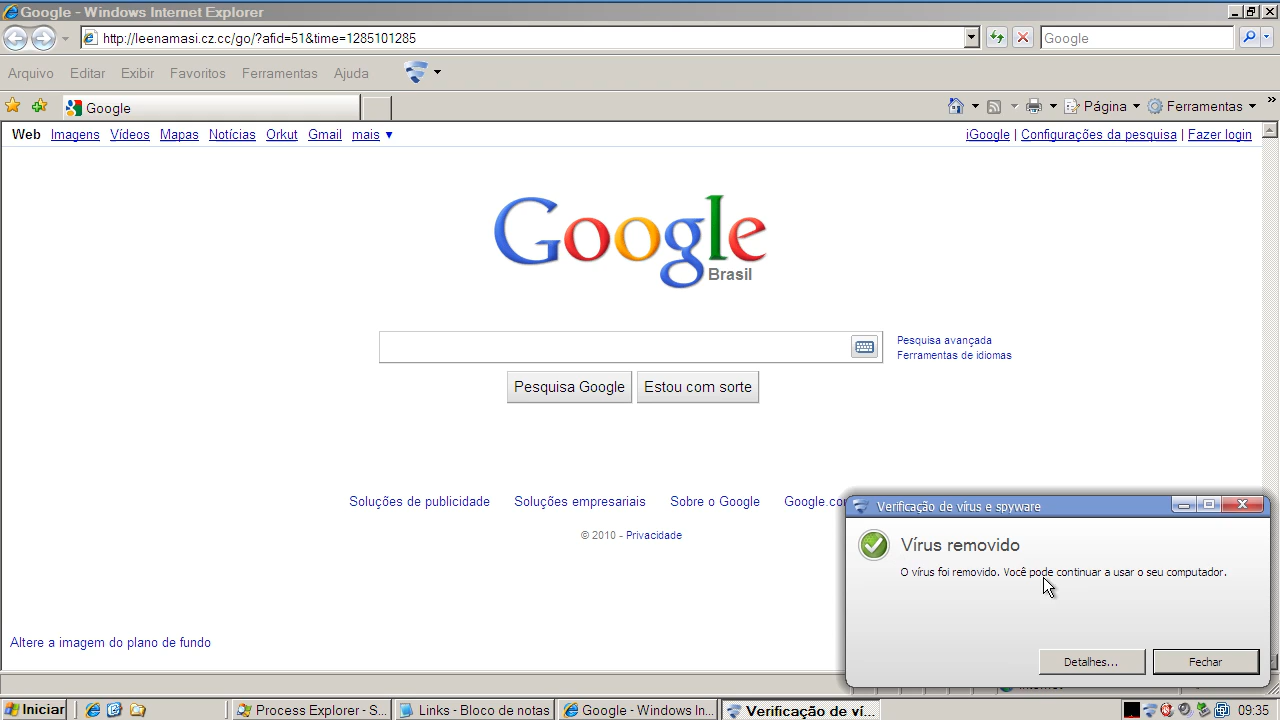 Google - Windows Internet Explorer
http://leenamasi.cz.cc/go/?afid=51&time=1285101285
Google
Arquivo Editar Exibir Favoritos Ferramentas Ajuda
Google
Página Ferramentas »
Web Imagens Vídeos Mapas Notícias Orkut Gmail mais ▼
iGoogle | Configurações da pesquisa | Fazer login
Google
Brasil
Pesquisa avançada
Ferramentas de idiomas
Pesquisa Google Estou com sorte
Soluções de publicidade Soluções empresariais Sobre o Google Google.co
© 2010 - Privacidade
Altere a imagem do plano de fundo
Verificação de vírus e spyware
Vírus removido
O vírus foi removido. Você pode continuar a usar o seu computador.
Detalhes... Fechar
Iniciar Process Explorer - S... Links - Bloco de notas Google - Windows In... Verificação de ví... 09:35